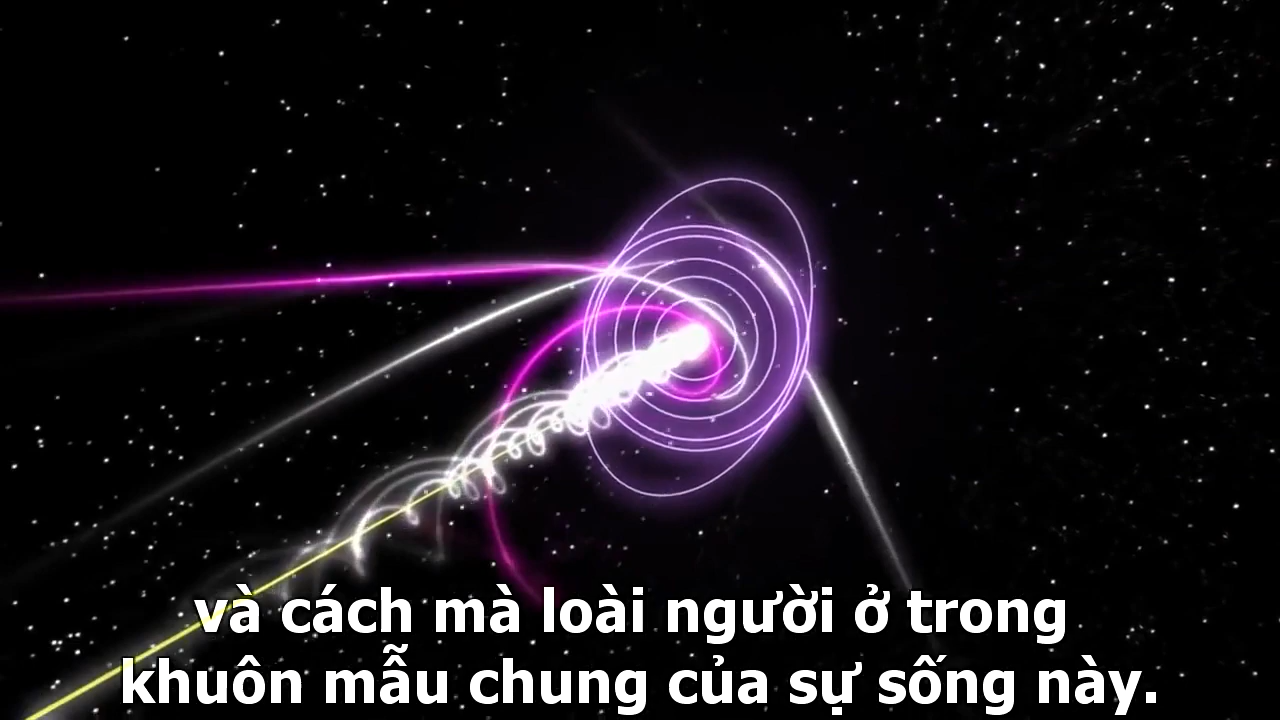 và cách mà loài người ở trong
khuôn mẫu chung của sự sống này.